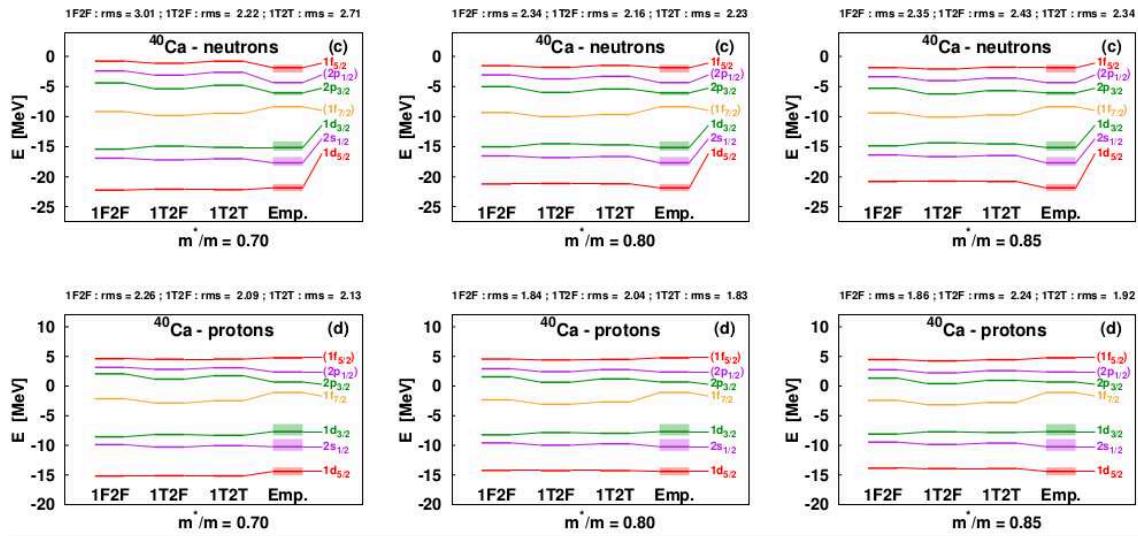 1F2F : rms = 3.01 ; 1T2F : rms = 2.22 ; 1T2T : rms = 2.71
⁴⁰Ca - neutrons (c)
E [MeV]
0
-5
-10
-15
-20
-25
1f5/2
(2p1/2)
2p3/2
(1f7/2)
1d3/2
2s1/2
1d5/2
1F2F 1T2F 1T2T Emp.
m*/m = 0.70
1F2F : rms = 2.34 ; 1T2F : rms = 2.16 ; 1T2T : rms = 2.23
⁴⁰Ca - neutrons (c)
E [MeV]
0
-5
-10
-15
-20
-25
1f5/2
(2p1/2)
2p3/2
(1f7/2)
1d3/2
2s1/2
1d5/2
1F2F 1T2F 1T2T Emp.
m*/m = 0.80
1F2F : rms = 2.35 ; 1T2F : rms = 2.43 ; 1T2T : rms = 2.34
⁴⁰Ca - neutrons (c)
E [MeV]
0
-5
-10
-15
-20
-25
1f5/2
(2p1/2)
2p3/2
(1f7/2)
1d3/2
2s1/2
1d5/2
1F2F 1T2F 1T2T Emp.
m*/m = 0.85
1F2F : rms = 2.26 ; 1T2F : rms = 2.09 ; 1T2T : rms = 2.13
⁴⁰Ca - protons (d)
E [MeV]
10
5
0
-5
-10
-15
-20
(1f5/2)
(2p1/2)
2p3/2
1f7/2
1d3/2
2s1/2
1d5/2
1F2F 1T2F 1T2T Emp.
m*/m = 0.70
1F2F : rms = 1.84 ; 1T2F : rms = 2.04 ; 1T2T : rms = 1.83
⁴⁰Ca - protons (d)
E [MeV]
10
5
0
-5
-10
-15
-20
(1f5/2)
(2p1/2)
2p3/2
1f7/2
1d3/2
2s1/2
1d5/2
1F2F 1T2F 1T2T Emp.
m*/m = 0.80
1F2F : rms = 1.86 ; 1T2F : rms = 2.24 ; 1T2T : rms = 1.92
⁴⁰Ca - protons (d)
E [MeV]
10
5
0
-5
-10
-15
-20
(1f5/2)
(2p1/2)
2p3/2
1f7/2
1d3/2
2s1/2
1d5/2
1F2F 1T2F 1T2T Emp.
m*/m = 0.85